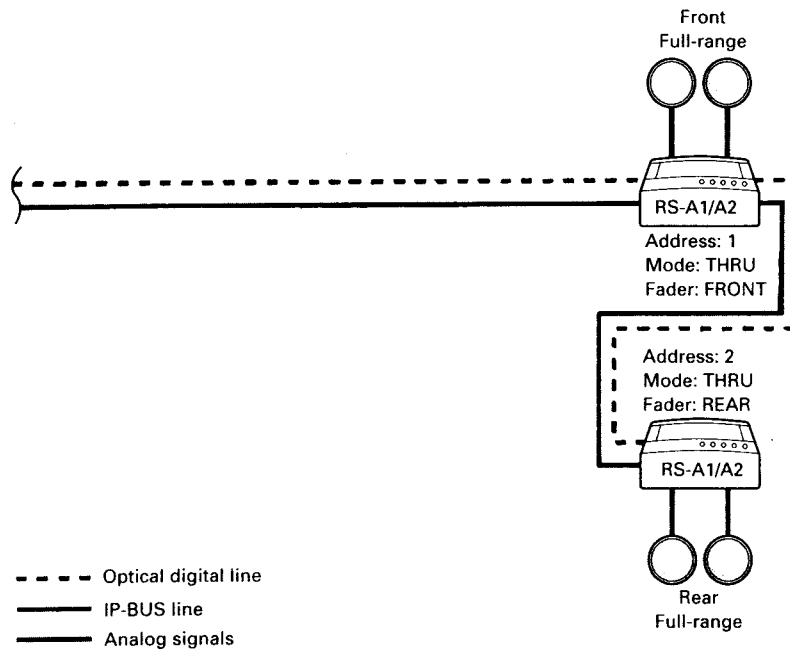 Front
Full-range
RS-A1/A2
Address: 1
Mode: THRU
Fader: FRONT
Address: 2
Mode: THRU
Fader: REAR
RS-A1/A2
Rear
Full-range
Optical digital line
IP-BUS line
Analog signals